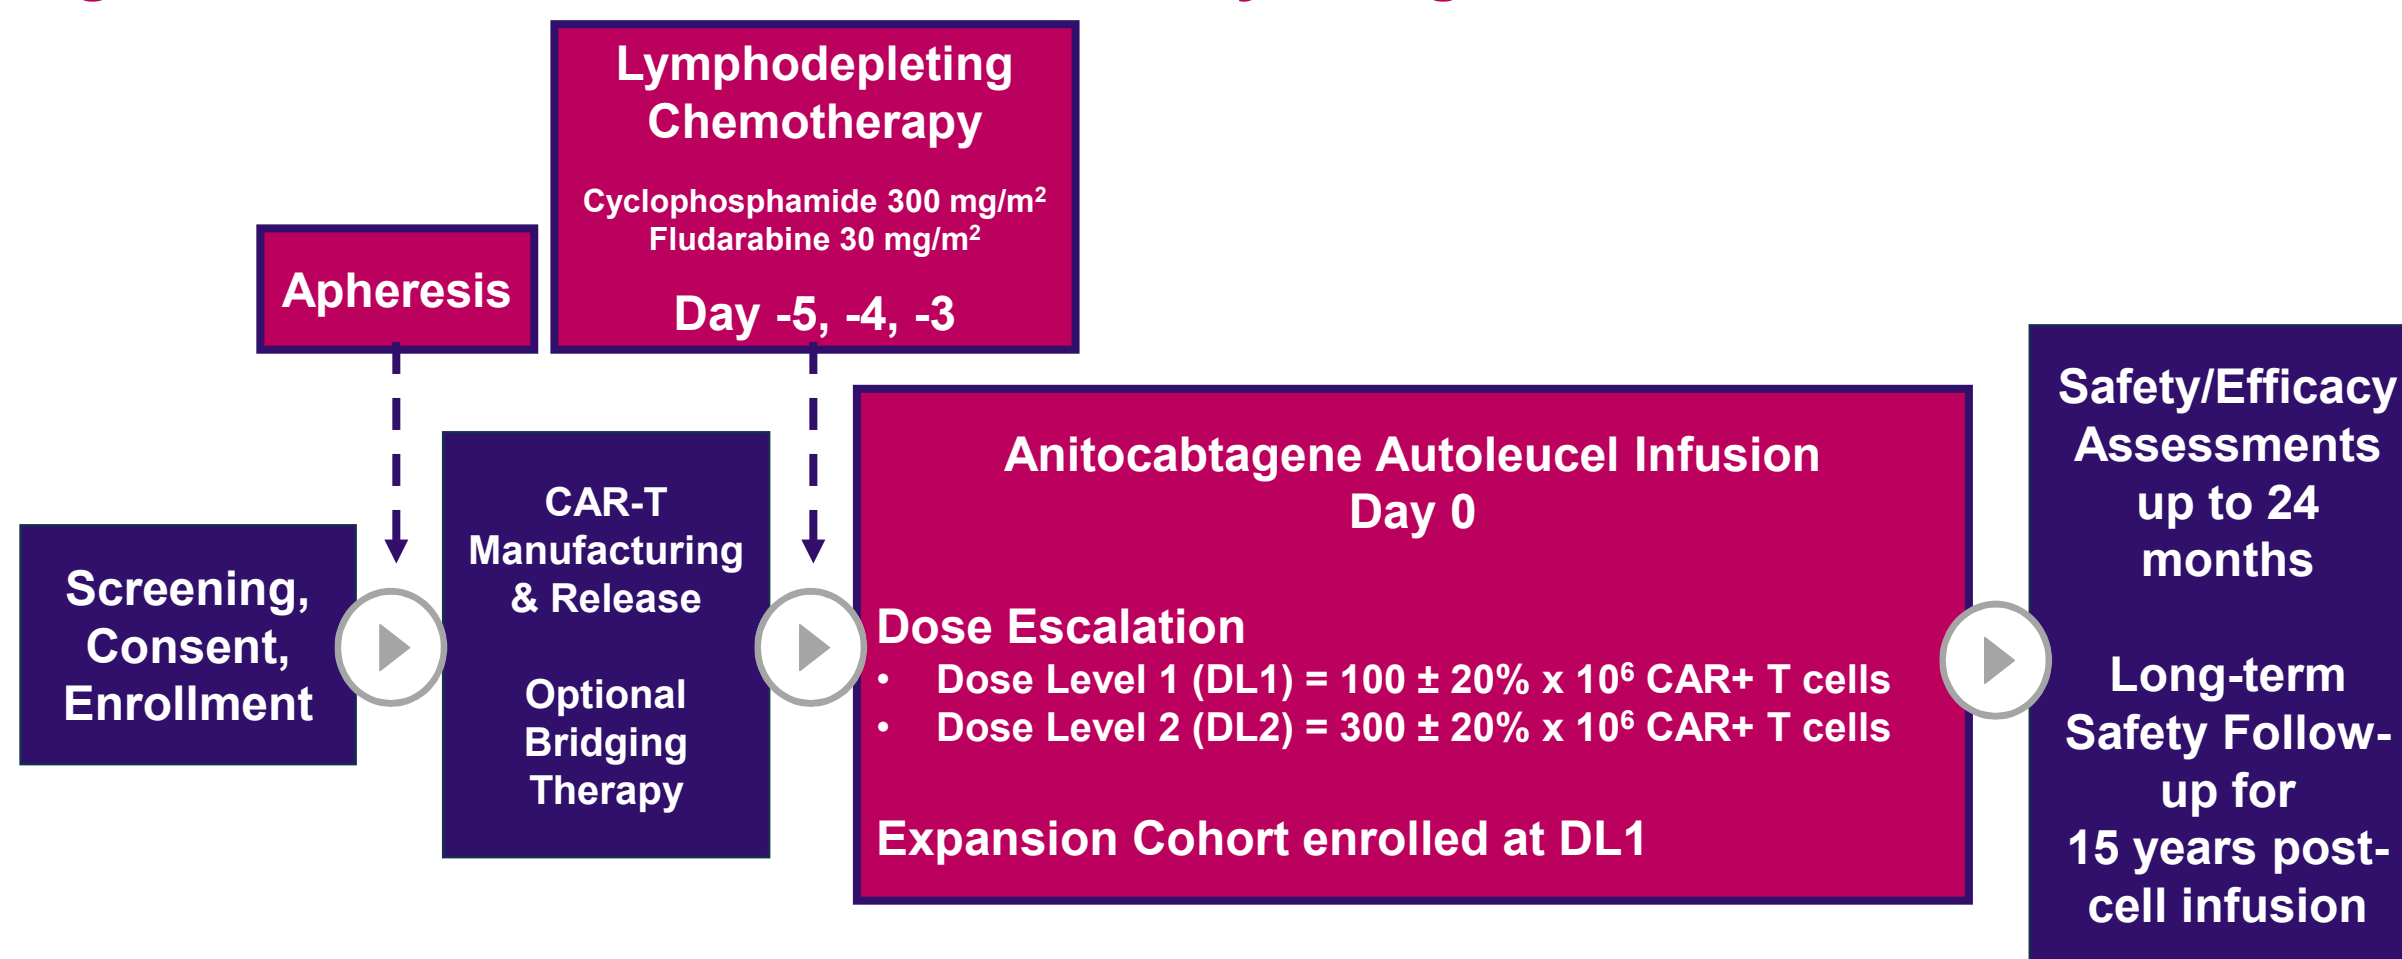 Lymphodepleting
Chemotherapy
Cyclophosphamide 300 mg/m²
Fludarabine 30 mg/m²
Day -5, -4, -3
Apheresis
Screening,
Consent,
Enrollment
CAR-T
Manufacturing
& Release
Optional
Bridging
Therapy
Anitocabtagene Autoleucel Infusion
Day 0
Dose Escalation
• Dose Level 1 (DL1) = 100 ± 20% x 10⁶ CAR+ T cells
• Dose Level 2 (DL2) = 300 ± 20% x 10⁶ CAR+ T cells
Expansion Cohort enrolled at DL1
Safety/Efficacy
Assessments
up to 24
months
Long-term
Safety Follow-
up for
15 years post-
cell infusion